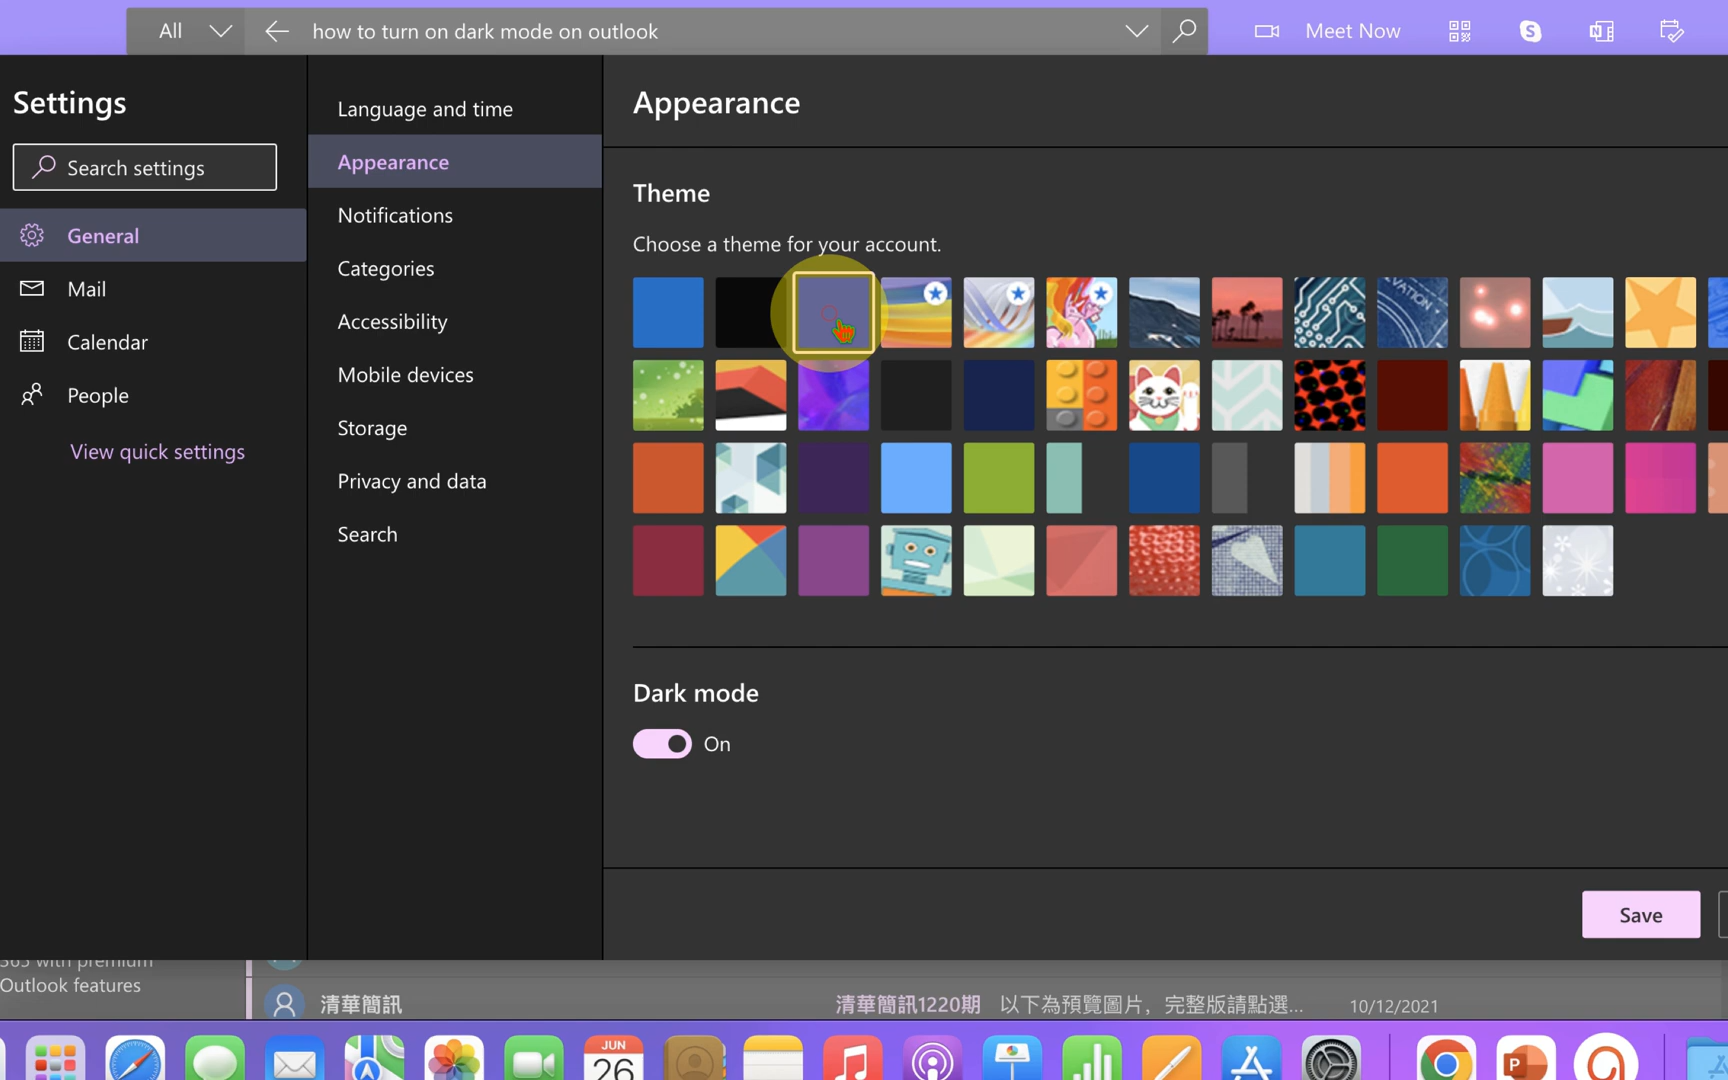 All
how to turn on dark mode on outlook
Meet Now
Settings
Search settings
General
Mail
Calendar
People
View quick settings
Language and time
Appearance
Notifications
Categories
Accessibility
Mobile devices
Storage
Privacy and data
Search
Appearance
Theme
Choose a theme for your account.
Dark mode
On
Save
365 with premium
Outlook features
清華簡訊
清華簡訊1220期 以下為預覽圖片，完整版請點選...
10/12/2021
JUN
26